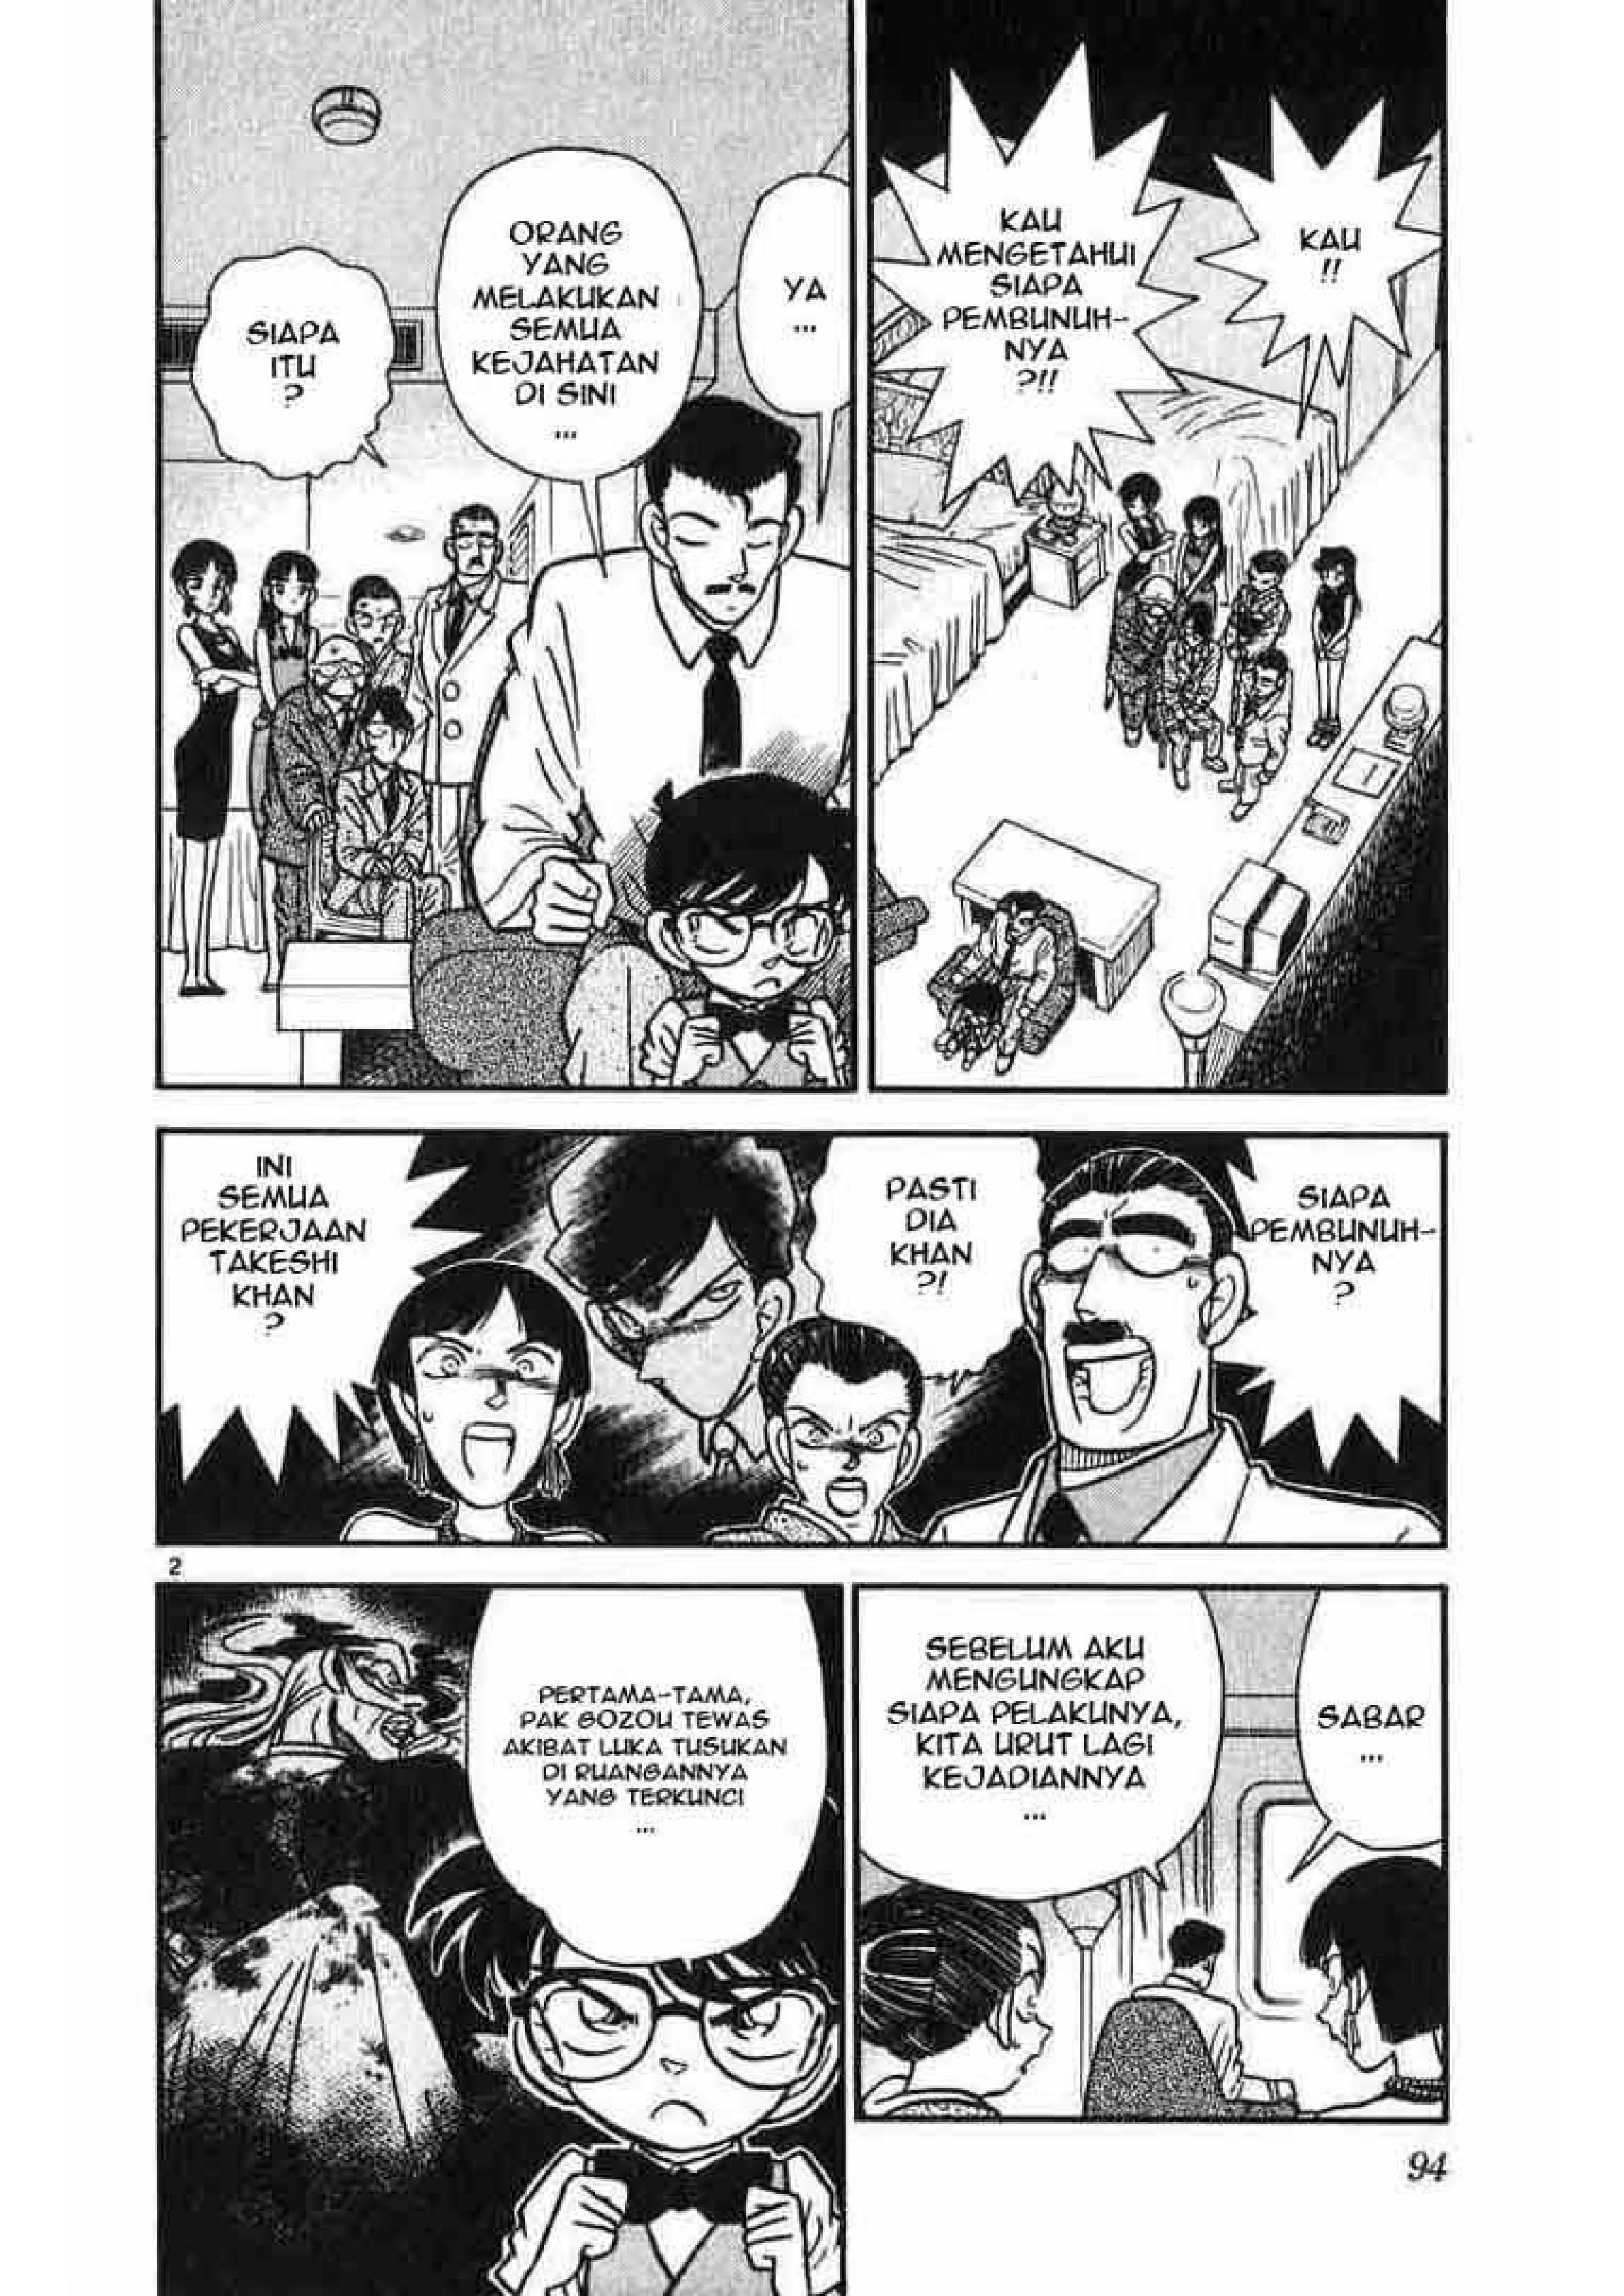 KAU
!!
KAU
MENGETAHUI
SIAPA
PEMBUNUH-
NYA
?!!
YA
...
ORANG
YANG
MELAKUKAN
SEMUA
KEJAHATAN
DI SINI
...
SIAPA
ITU
?
SIAPA
PEMBUNUH-
NYA
?
PASTI
DIA
KHAN
?!
INI
SEMUA
PEKERJAAN
TAKESHI
KHAN
?
2
SABAR
...
SEBELUM AKU
MENGUNGKAP
SIAPA PELAKUNYA,
KITA URUT LAGI
KEJADIANNYA
...
PERTAMA-TAMA,
PAK GOZOU TEWAS
AKIBAT LUKA TUSUKAN
DI RUANGANNYA
YANG TERKUNCI
...
94